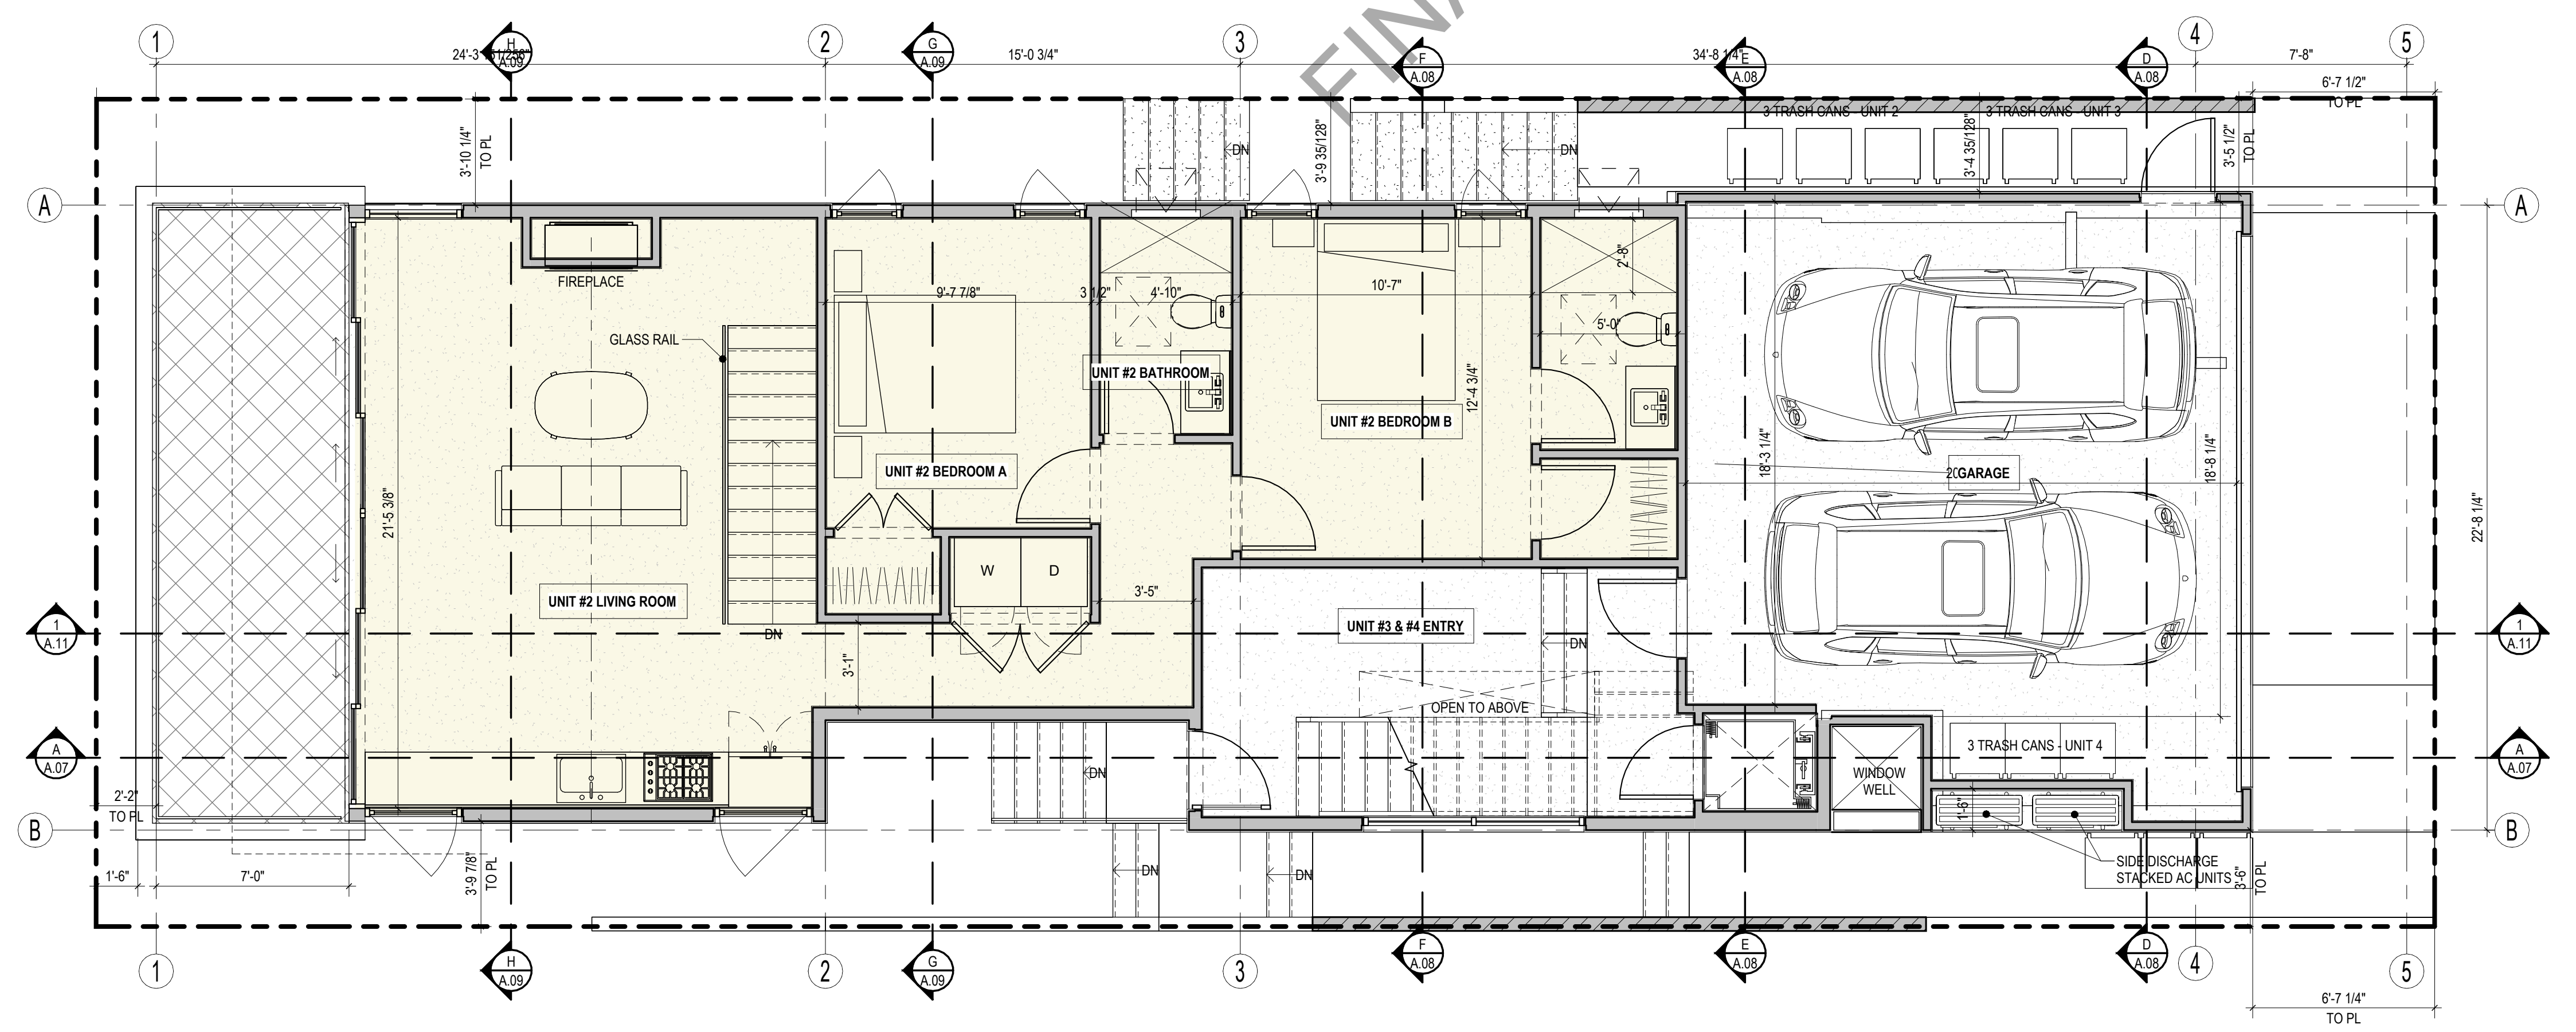 FINA
1
H
A.09
2
G
A.09
15'-0 3/4"
3
F
A.08
34'-8 1/4"
E
A.08
D
A.08
4
7'-8"
5
6'-7 1/2"
TO PL
3'-10 1/4"
TO PL
DN
3'-9 35/128"
DN
3 TRASH CANS - UNIT 2
3 TRASH CANS - UNIT 3
3'-4 35/128"
3'-5 1/2"
TO PL
A
A
FIREPLACE
2'-8"
9'-7 7/8"
3 1/2"
4'-10"
10'-7"
5'-0"
GLASS RAIL
UNIT #2 BATHROOM
12'-4 3/4"
UNIT #2 BEDROOM B
UNIT #2 BEDROOM A
18'-3 1/4"
GARAGE
18'-8 1/4"
21'-5 3/8"
22'-8 1/4"
W
D
3'-5"
UNIT #2 LIVING ROOM
UNIT #3 & #4 ENTRY
DN
DN
1
A.11
1
A.11
3'-1"
OPEN TO ABOVE
3 TRASH CANS - UNIT 4
A
A.07
DN
WINDOW
WELL
A
A.07
2'-2"
TO PL
1'-6"
B
B
3'-9 7/8"
TO PL
DN
DN
SIDE DISCHARGE
STACKED AC UNITS
3'-6"
TO PL
1'-6"
7'-0"
1
H
A.09
2
G
A.09
3
F
A.08
E
A.08
D
A.08
4
5
6'-7 1/4"
TO PL